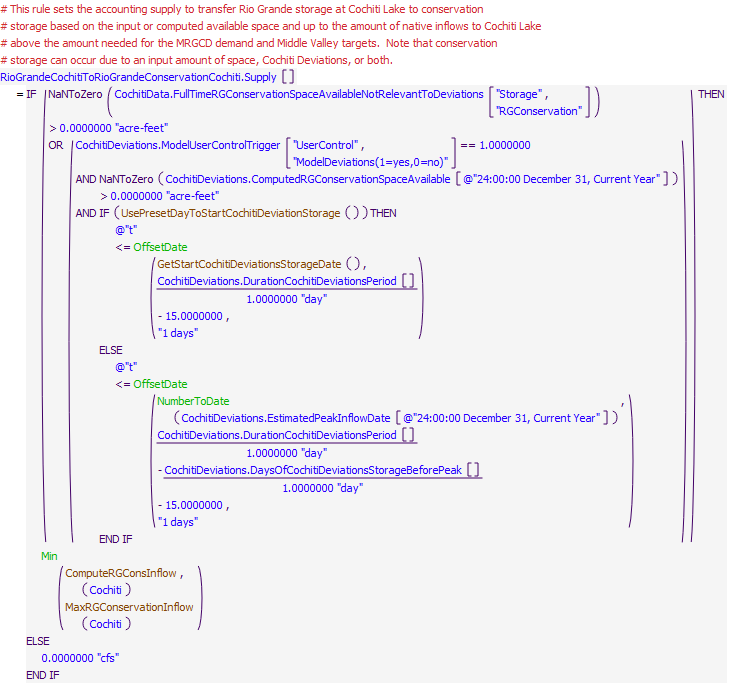 # This rule sets the accounting supply to transfer Rio Grande storage at Cochiti Lake to conservation
# storage based on the input or computed available space and up to the amount of native inflows to Cochiti Lake
# above the amount needed for the MRGCD demand and Middle Valley targets.  Note that conservation
# storage can occur due to an input amount of space, Cochiti Deviations, or both.
RioGrandeCochitiToRioGrandeConservationCochiti.Supply []
= IF ( NaNToZero ( CochitiData.FullTimeRGConservationSpaceAvailableNotRelevantToDeviations [ "Storage" , ) THEN
"RGConservation" ]
> 0.0000000 "acre-feet"
OR ( CochitiDeviations.ModelUserControlTrigger [ "UserControl" , ] == 1.0000000
"ModelDeviations(1=yes,0=no)"
AND NaNToZero ( CochitiDeviations.ComputedRGConservationSpaceAvailable [ @"24:00:00 December 31, Current Year" ] )
> 0.0000000 "acre-feet"
AND IF ( UsePresetDayToStartCochitiDeviationStorage () ) THEN
@"t"
<= OffsetDate
( GetStartCochitiDeviationsStorageDate () ,
CochitiDeviations.DurationCochitiDeviationsPeriod []
1.0000000 "day"
- 15.0000000 ,
"1 days" )
ELSE
@"t"
<= OffsetDate
( NumberToDate ,
( CochitiDeviations.EstimatedPeakInflowDate [ @"24:00:00 December 31, Current Year" ] )
CochitiDeviations.DurationCochitiDeviationsPeriod []
1.0000000 "day"
- CochitiDeviations.DaysOfCochitiDeviationsStorageBeforePeak []
1.0000000 "day"
- 15.0000000 ,
"1 days" )
END IF ) )
Min
( ComputeRGConsInflow ,
( Cochiti )
MaxRGConservationInflow
( Cochiti ) )
ELSE
0.0000000 "cfs"
END IF